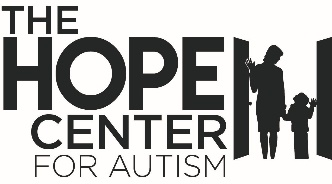 THE
HOPE
CENTER
FOR AUTISM